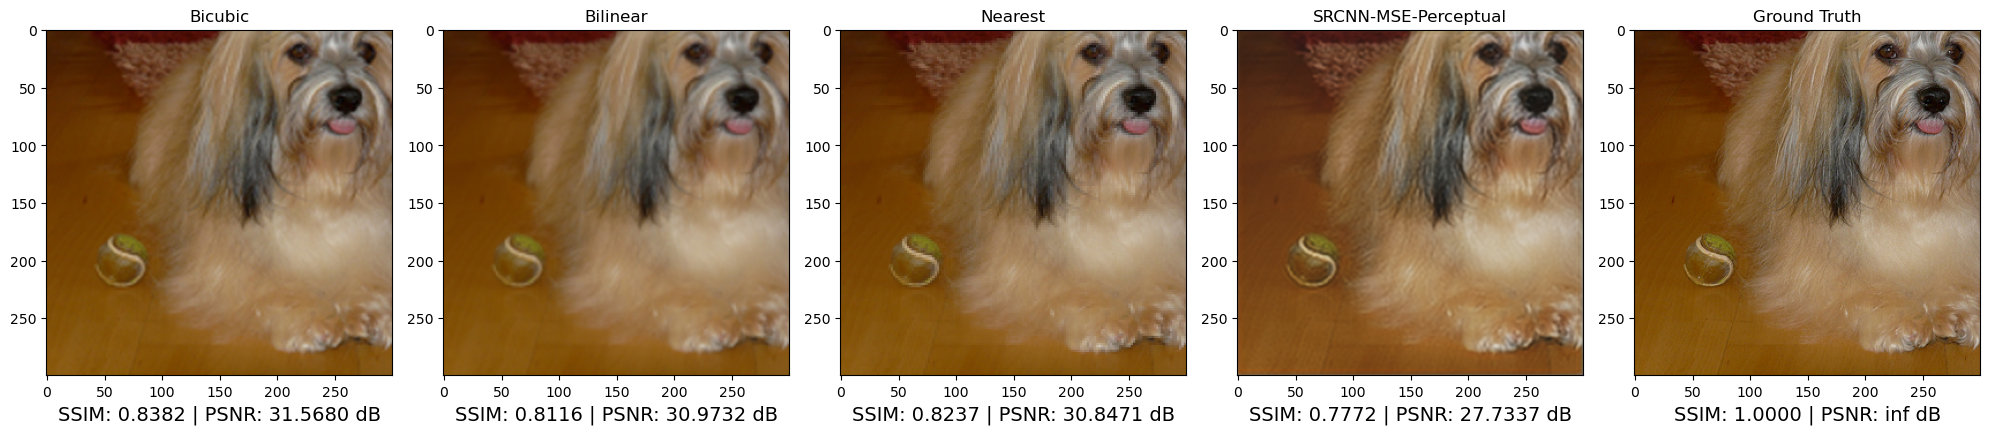 Bicubic
Bilinear
Nearest
SRCNN-MSE-Perceptual
Ground Truth
0
50
100
150
200
250
0 50 100 150 200 250
0
50
100
150
200
250
0 50 100 150 200 250
0
50
100
150
200
250
0 50 100 150 200 250
0
50
100
150
200
250
0 50 100 150 200 250
0
50
100
150
200
250
0 50 100 150 200 250
SSIM: 0.8382 | PSNR: 31.5680 dB
SSIM: 0.8116 | PSNR: 30.9732 dB
SSIM: 0.8237 | PSNR: 30.8471 dB
SSIM: 0.7772 | PSNR: 27.7337 dB
SSIM: 1.0000 | PSNR: inf dB